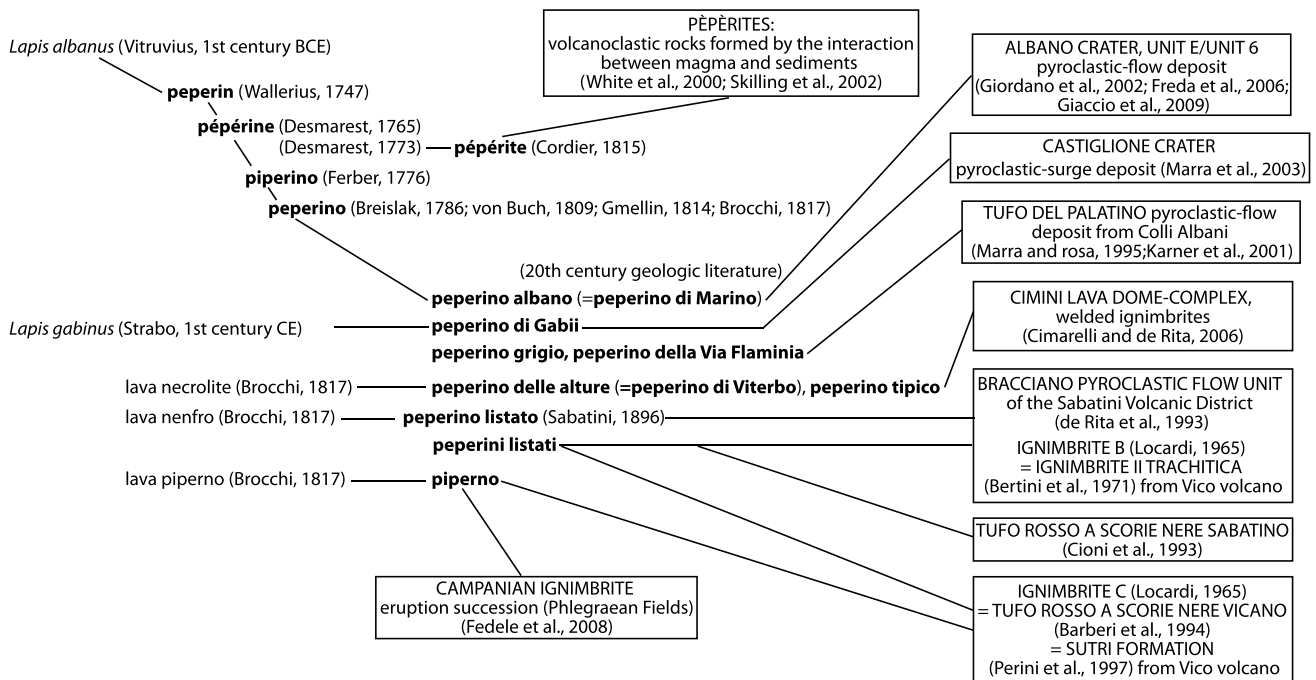 Lapis albanus (Vitruvius, 1st century BCE)
peperin (Wallerius, 1747)
pépérine (Desmarest, 1765)
(Desmarest, 1773)
pépérite (Cordier, 1815)
piperino (Ferber, 1776)
peperino (Breislak, 1786; von Buch, 1809; Gmellin, 1814; Brocchi, 1817)
PÈPÈRITES:
volcanoclastic rocks formed by the interaction
between magma and sediments
(White et al., 2000; Skilling et al., 2002)
(20th century geologic literature)
peperino albano (=peperino di Marino)
Lapis gabinus (Strabo, 1st century CE)
peperino di Gabii
peperino grigio, peperino della Via Flaminia
lava necrolite (Brocchi, 1817)
peperino delle alture (=peperino di Viterbo), peperino tipico
lava nenfro (Brocchi, 1817)
peperino listato (Sabatini, 1896)
peperini listati
lava piperno (Brocchi, 1817)
piperno
CAMPANIAN IGNIMBRITE
eruption succession (Phlegraean Fields)
(Fedele et al., 2008)
ALBANO CRATER, UNIT E/UNIT 6
pyroclastic-flow deposit
(Giordano et al., 2002; Freda et al., 2006;
Giaccio et al., 2009)
CASTIGLIONE CRATER
pyroclastic-surge deposit (Marra et al., 2003)
TUFO DEL PALATINO pyroclastic-flow
deposit from Colli Albani
(Marra and rosa, 1995;Karner et al., 2001)
CIMINI LAVA DOME-COMPLEX,
welded ignimbrites
(Cimarelli and de Rita, 2006)
BRACCIANO PYROCLASTIC FLOW UNIT
of the Sabatini Volcanic District
(de Rita et al., 1993)
IGNIMBRITE B (Locardi, 1965)
= IGNIMBRITE II TRACHITICA
(Bertini et al., 1971) from Vico volcano
TUFO ROSSO A SCORIE NERE SABATINO
(Cioni et al., 1993)
IGNIMBRITE C (Locardi, 1965)
= TUFO ROSSO A SCORIE NERE VICANO
(Barberi et al., 1994)
= SUTRI FORMATION
(Perini et al., 1997) from Vico volcano